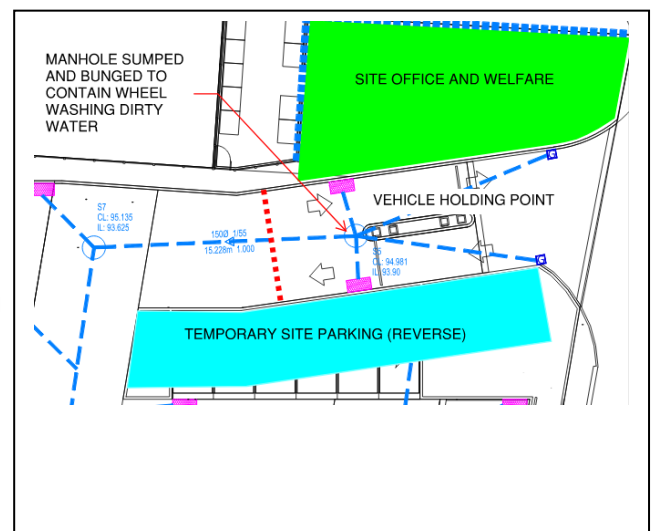 MANHOLE SUMPED
AND BUNGED TO
CONTAIN WHEEL
WASHING DIRTY
WATER
SITE OFFICE AND WELFARE
VEHICLE HOLDING POINT
S7
CL: 95.135
IL: 93.625
150Ø 1/55
15.228m 1.000
S5
CL: 94.981
IL: 93.90
G
G
TEMPORARY SITE PARKING (REVERSE)